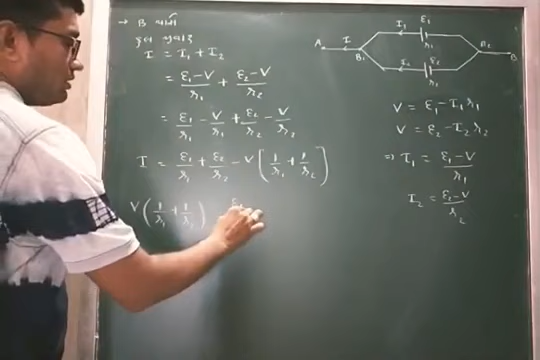 → B પાસે
કુલ પ્રવાહ
I = I₁ + I₂
= (ε₁-V)/r₁ + (ε₂-V)/r₂
= ε₁/r₁ - V/r₁ + ε₂/r₂ - V/r₂
I = ε₁/r₁ + ε₂/r₂ - V(1/r₁ + 1/r₂)
V(1/r₁ + 1/r₁)
I₁ ε₁
r₁
A I B₁ B₂
I₂ ε₂
r₂
V = ε₁ - I₁r₁
V = ε₂ - I₂r₂
⇒ I₁ = (ε₁-V)/r₁
I₂ = (ε₂-V)/r₂